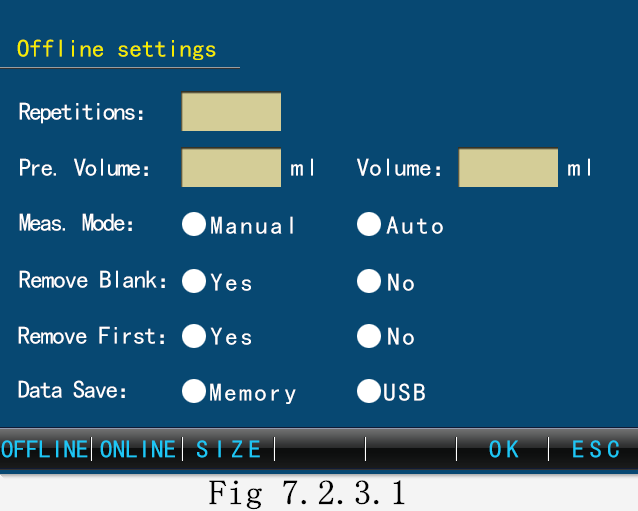 Offline settings
Repetitions:
Pre. Volume: ml Volume: ml
Meas. Mode: Manual Auto
Remove Blank: Yes No
Remove First: Yes No
Data Save: Memory USB
OFFLINE ONLINE SIZE OK ESC
Fig 7.2.3.1